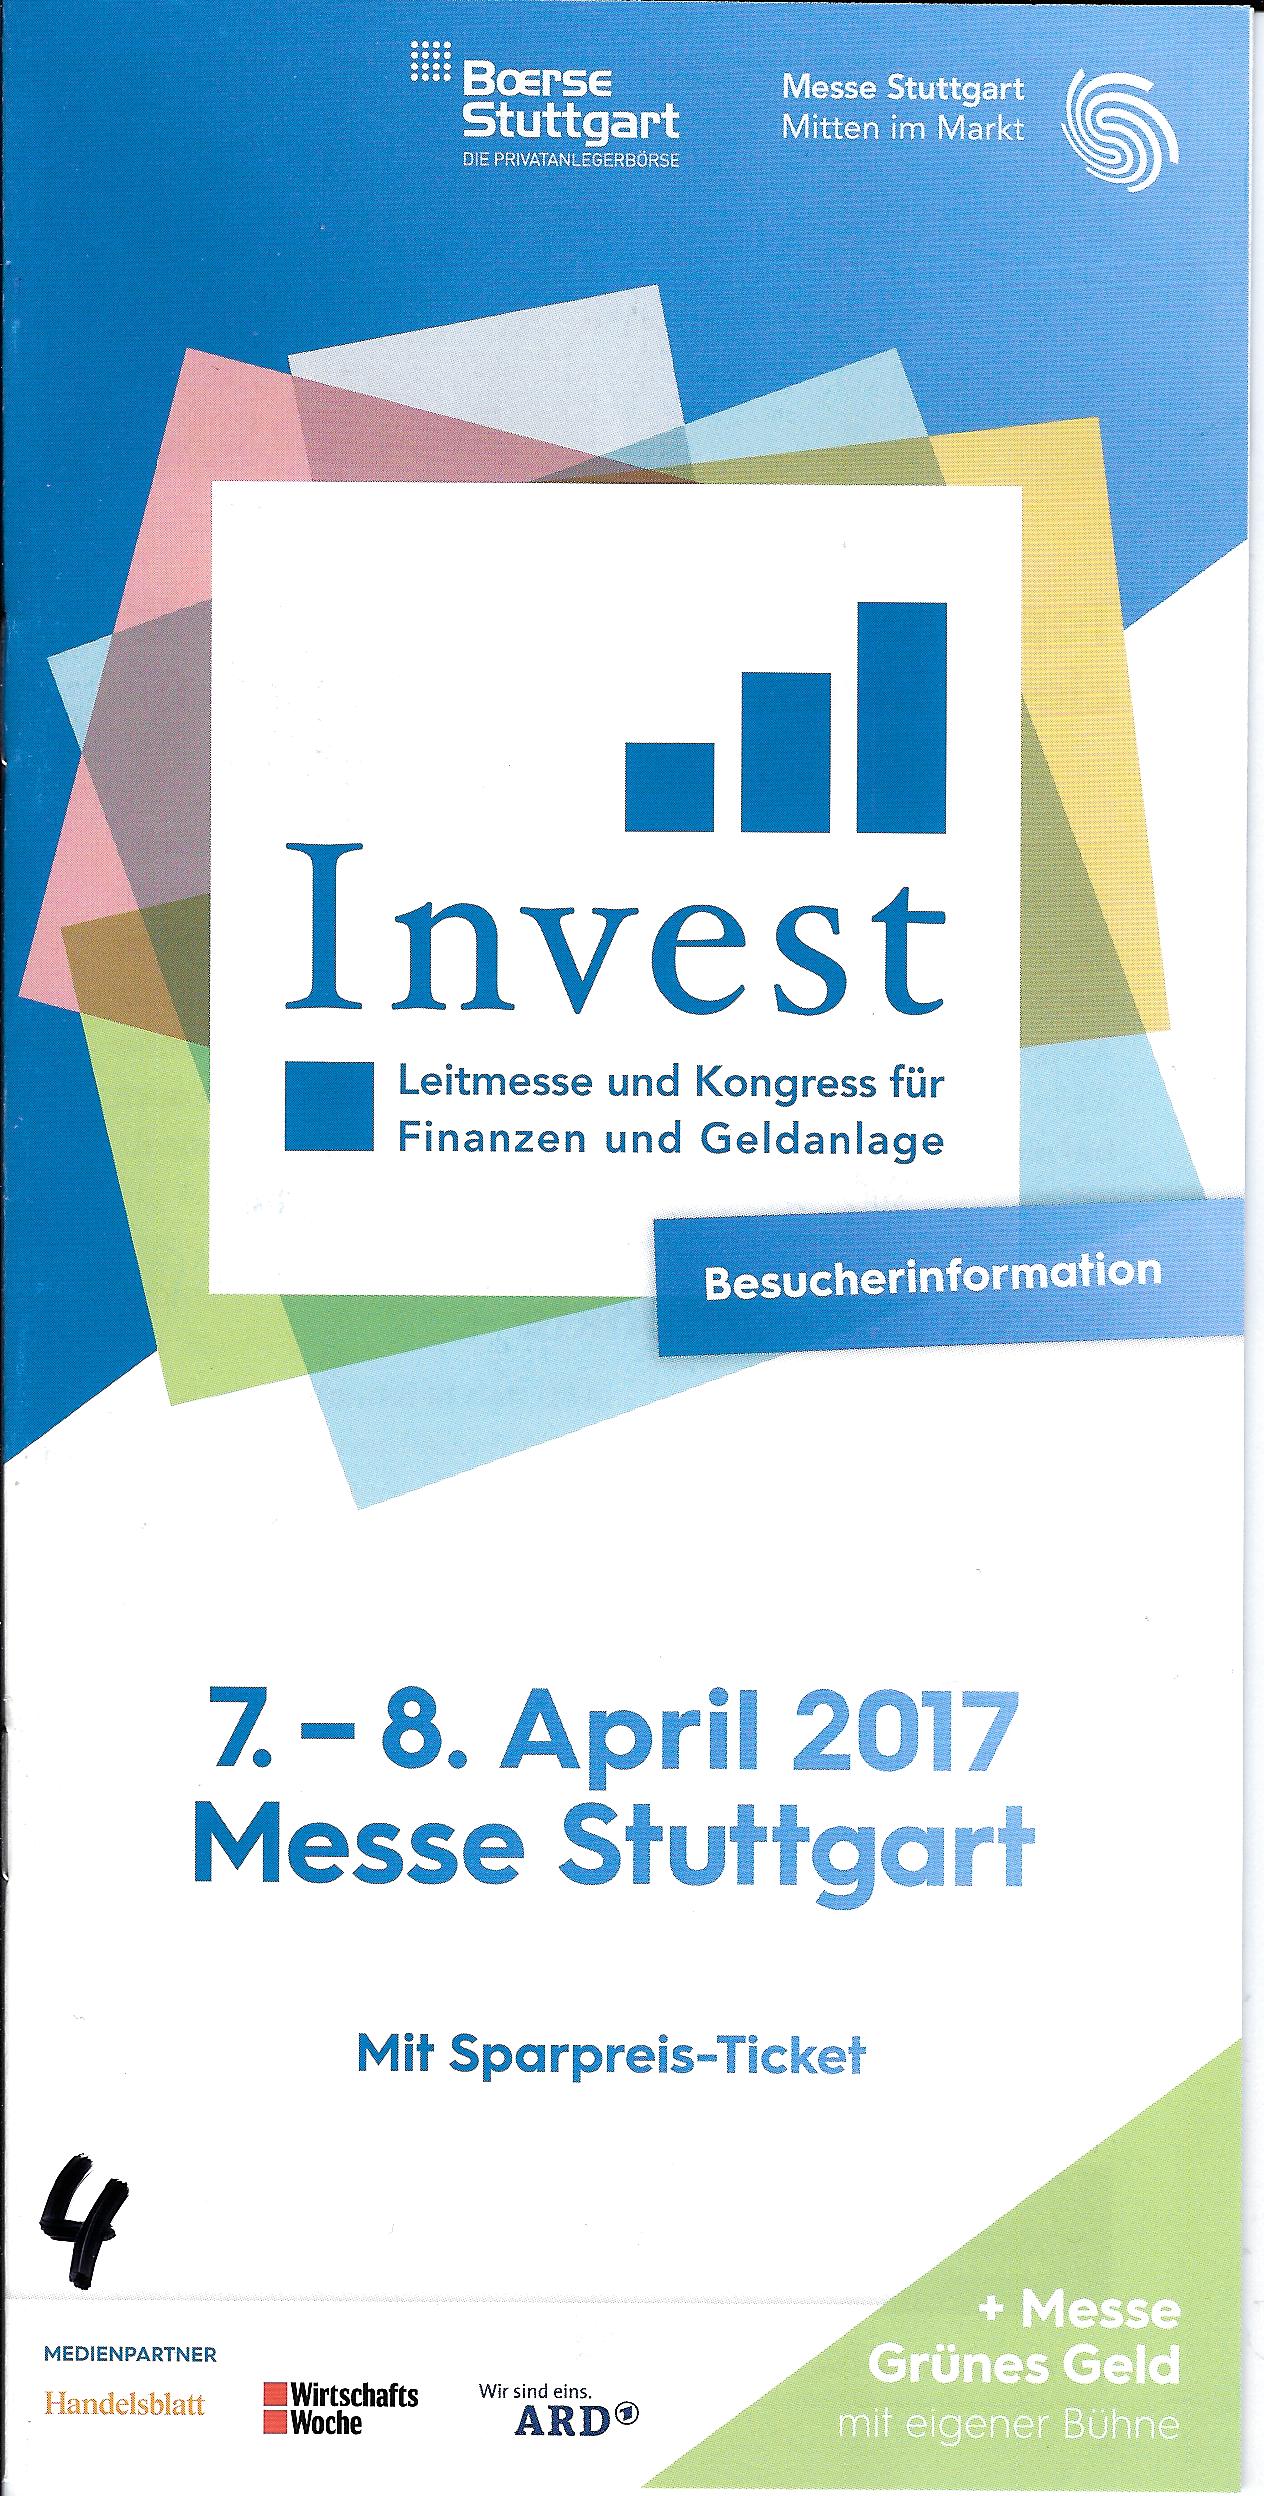 Boerse
Stuttgart
DIE PRIVATANLEGERBÖRSE
Messe Stuttgart
Mitten im Markt
Invest
Leitmesse und Kongress für
Finanzen und Geldanlage
Besucherinformation
7. – 8. April 2017
Messe Stuttgart
Mit Sparpreis-Ticket
4
+ Messe
Grünes Geld
mit eigener Bühne
MEDIENPARTNER
Handelsblatt
Wirtschafts
Woche
Wir sind eins.
ARD 1